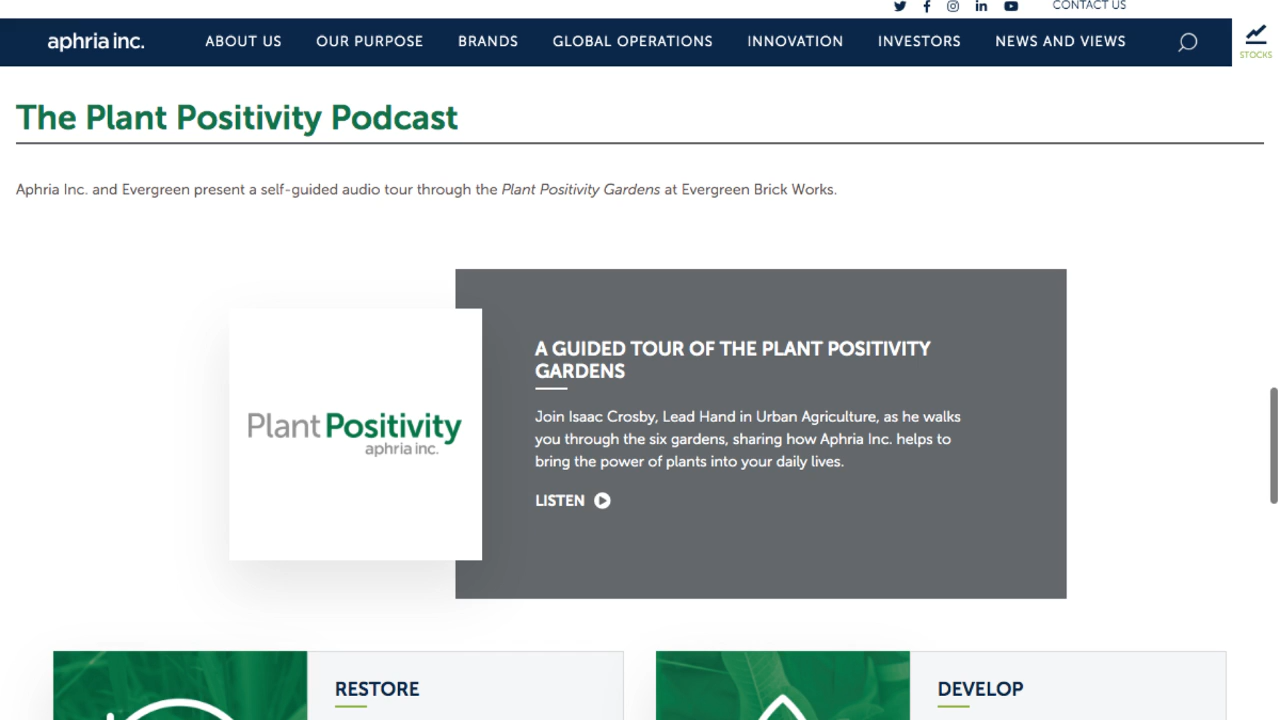 CONTACT US
aphria inc.
ABOUT US
OUR PURPOSE
BRANDS
GLOBAL OPERATIONS
INNOVATION
INVESTORS
NEWS AND VIEWS
STOCKS
The Plant Positivity Podcast
Aphria Inc. and Evergreen present a self-guided audio tour through the Plant Positivity Gardens at Evergreen Brick Works.
Plant Positivity
aphria inc.
A GUIDED TOUR OF THE PLANT POSITIVITY
GARDENS
Join Isaac Crosby, Lead Hand in Urban Agriculture, as he walks
you through the six gardens, sharing how Aphria Inc. helps to
bring the power of plants into your daily lives.
LISTEN
RESTORE
DEVELOP